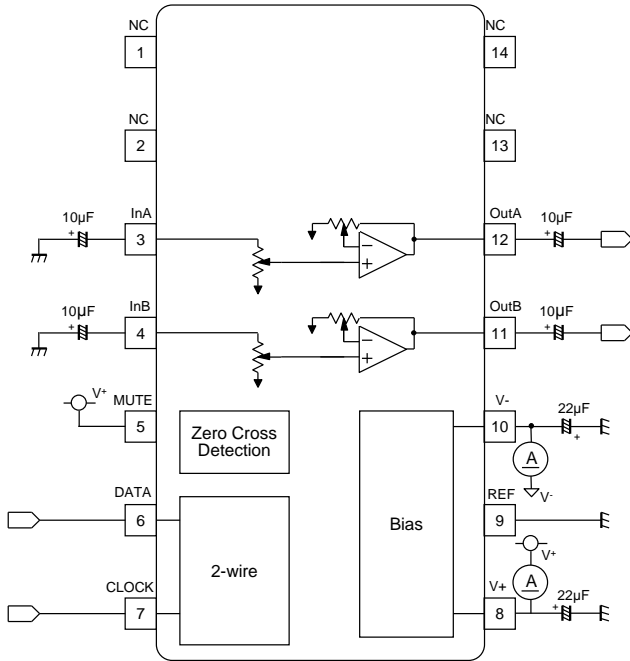 NC
1
NC
14
NC
2
NC
13
10µF
+
InA
3
−
+
OutA
12
10µF
+
10µF
+
InB
4
−
+
OutB
11
10µF
+
V+
MUTE
5
Zero Cross
Detection
V-
10
22µF
+
A
V-
DATA
6
2-wire
Bias
REF
9
V+
A
CLOCK
7
V+
8
22µF
+